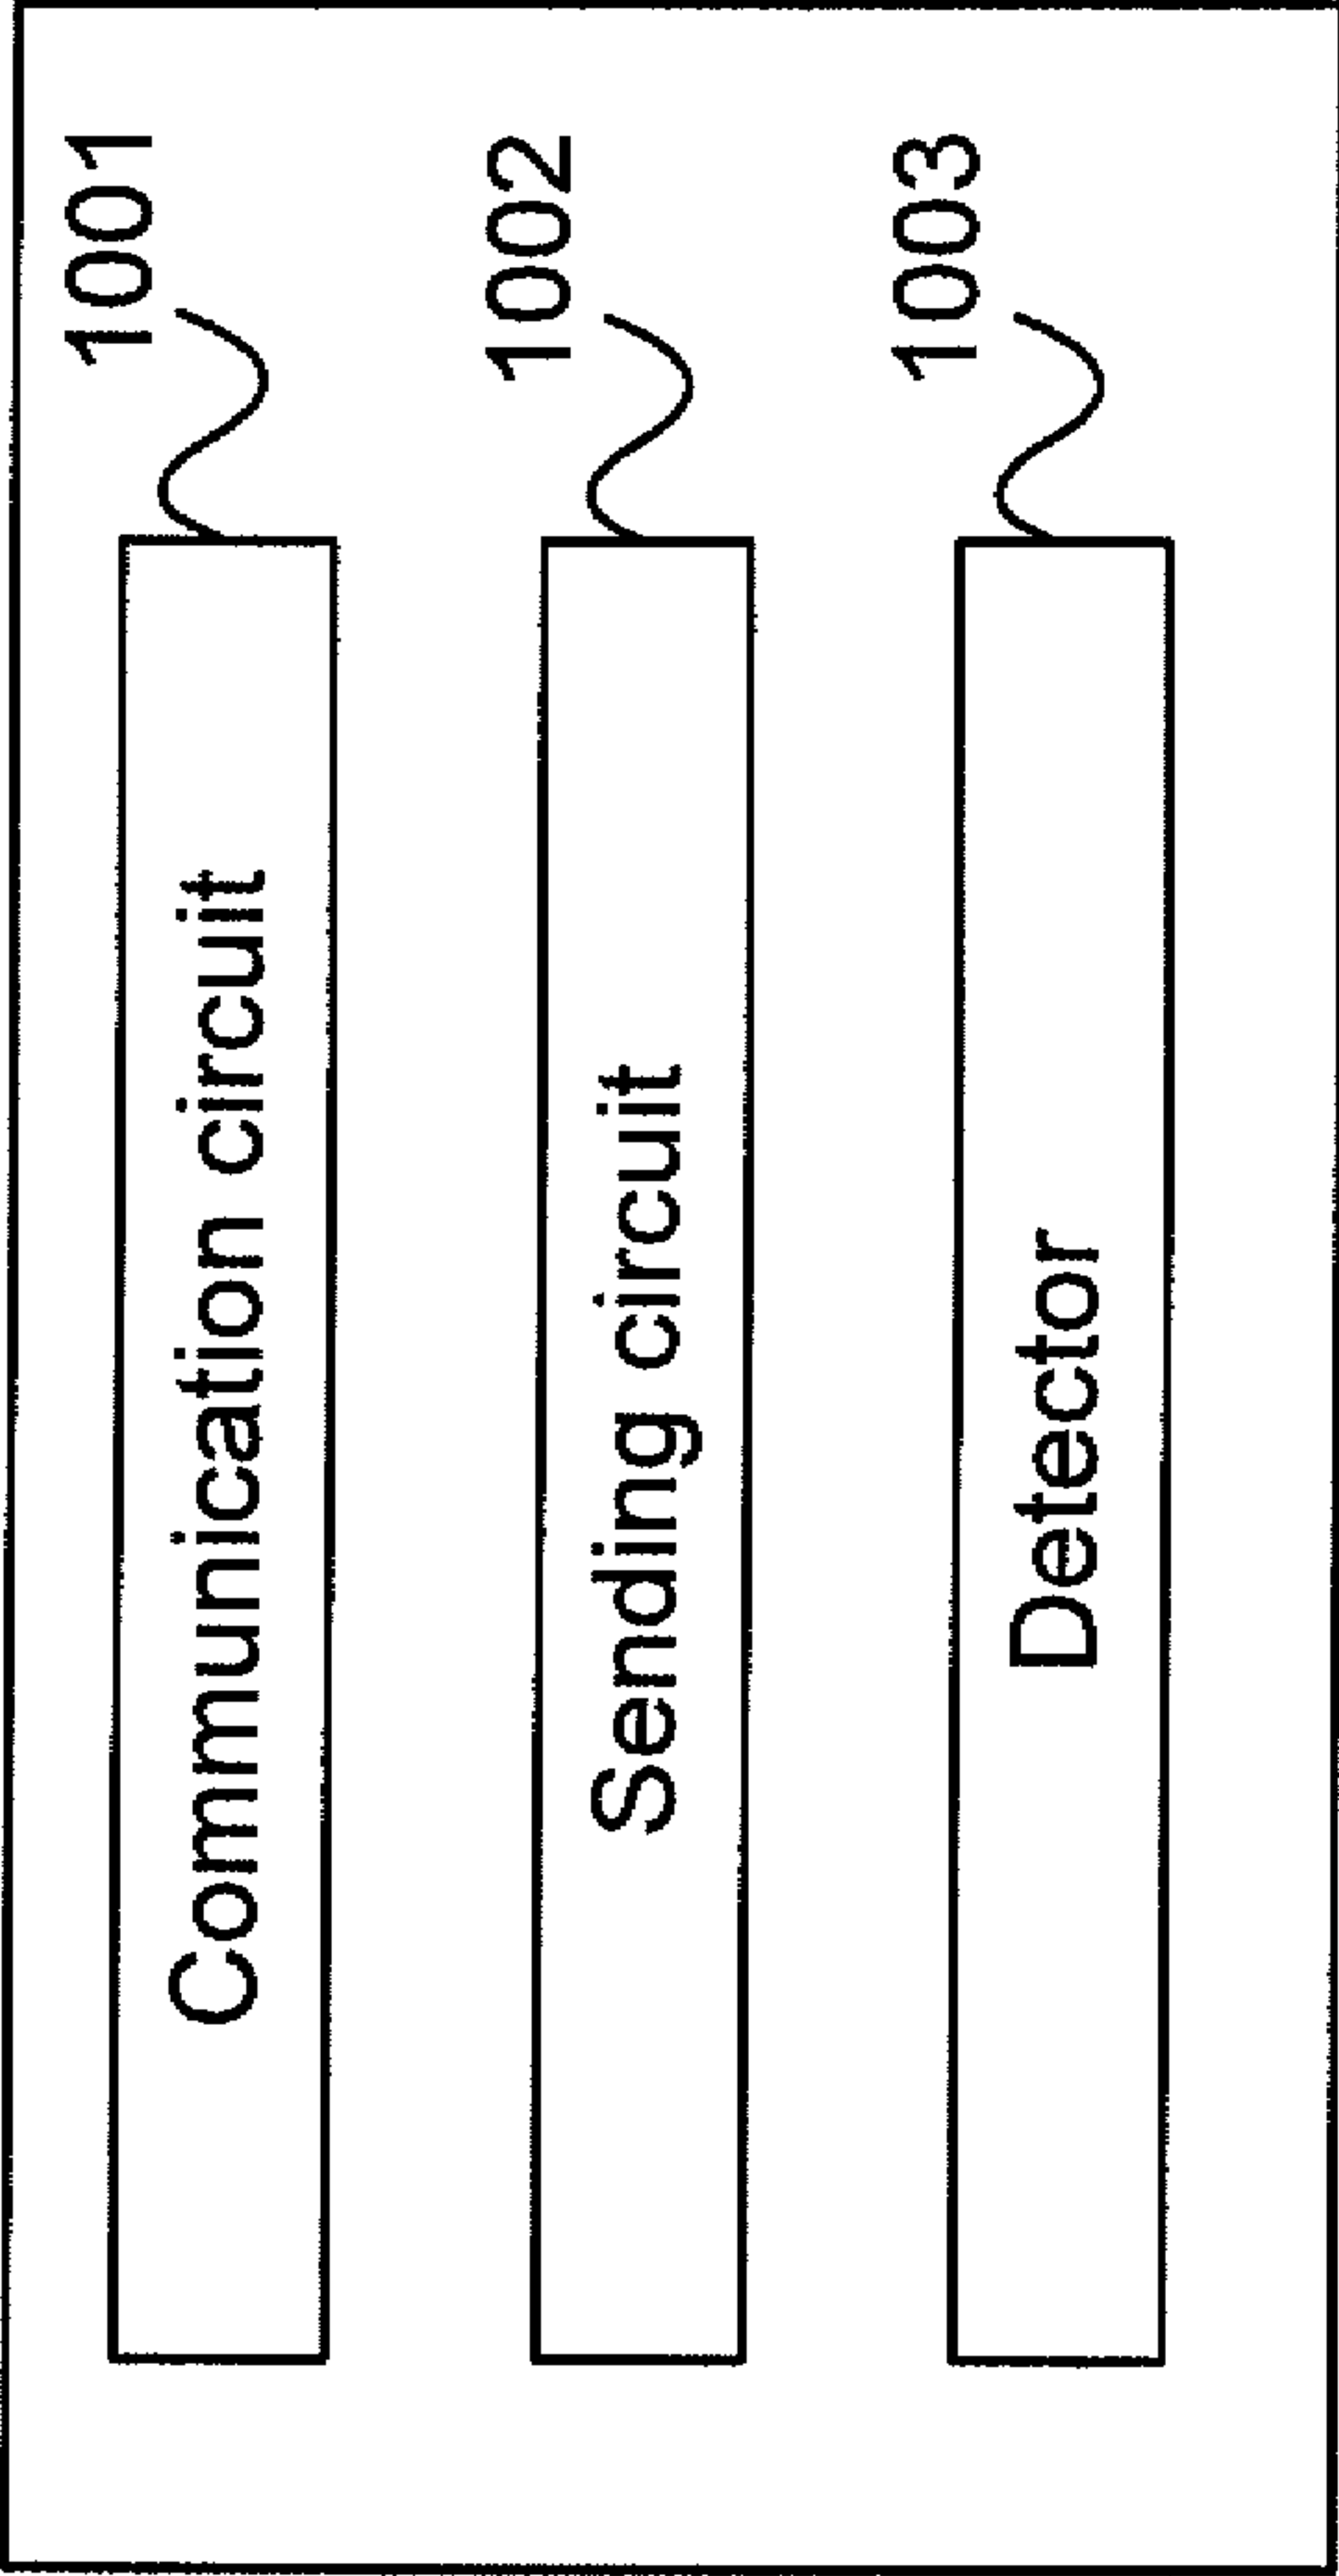 1001
Communication circuit
1002
Sending circuit
1003
Detector